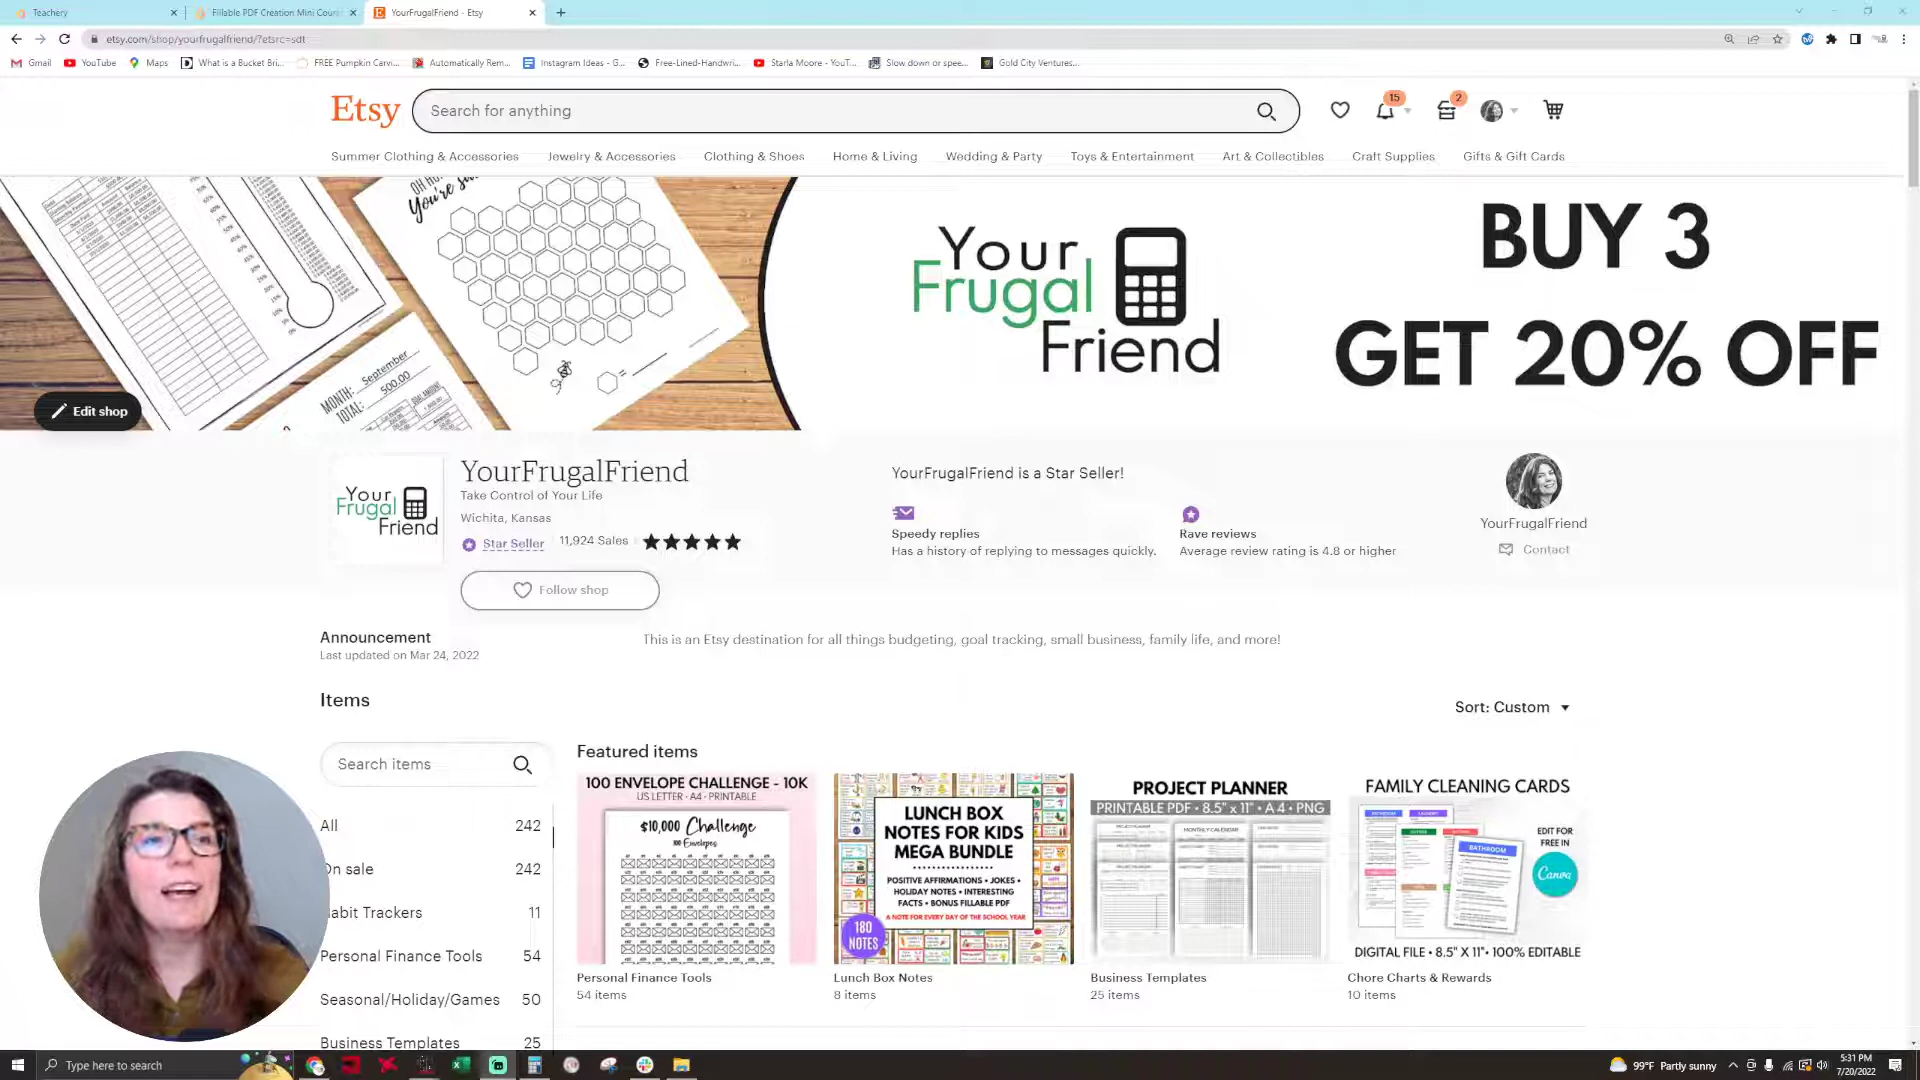 Teachery
Fillable PDF Creation Mini Cour
YourFrugalFriend - Etsy
etsy.com/shop/yourfrugalfriend/?etsrc=sdt
Gmail YouTube Maps What is a Bucket Bri... FREE Pumpkin Carvi... Automatically Rem... Instagram Ideas - G... Free-Lined-Handwri... Starla Moore - YouT... Slow down or spee... Gold City Ventures...
Etsy
Search for anything
15
2
Summer Clothing & Accessories Jewelry & Accessories Clothing & Shoes Home & Living Wedding & Party Toys & Entertainment Art & Collectibles Craft Supplies Gifts & Gift Cards
You're
MONTH: September
TOTAL: 500.00
Your
Frugal
Friend
BUY 3
GET 20% OFF
Edit shop
Your
Frugal
Friend
YourFrugalFriend
Take Control of Your Life
Wichita, Kansas
Star Seller 11,924 Sales
Follow shop
YourFrugalFriend is a Star Seller!
Speedy replies
Has a history of replying to messages quickly.
Rave reviews
Average review rating is 4.8 or higher
YourFrugalFriend
Contact
Announcement
Last updated on Mar 24, 2022
This is an Etsy destination for all things budgeting, goal tracking, small business, family life, and more!
Items
Sort: Custom
Search items
All 242
On sale 242
Habit Trackers 11
Personal Finance Tools 54
Seasonal/Holiday/Games 50
Business Templates 25
Featured items
100 ENVELOPE CHALLENGE - 10K
US LETTER · A4 · PRINTABLE
$10,000 Challenge
100 Envelopes
Personal Finance Tools
54 items
LUNCH BOX
NOTES FOR KIDS
MEGA BUNDLE
POSITIVE AFFIRMATIONS • JOKES •
HOLIDAY NOTES • INTERESTING
FACTS • BONUS FILLABLE PDF
A NOTE FOR EVERY DAY OF THE SCHOOL YEAR
180
NOTES
Lunch Box Notes
8 items
PROJECT PLANNER
PRINTABLE PDF • 8.5" x 11" • A 4 • PNG
Business Templates
25 items
FAMILY CLEANING CARDS
BATHROOM
EDIT FOR
FREE IN
Canva
DIGITAL FILE • 8.5" X 11" • 100% EDITABLE
Chore Charts & Rewards
10 items
Type here to search
99°F Partly sunny
5:31 PM
7/20/2022